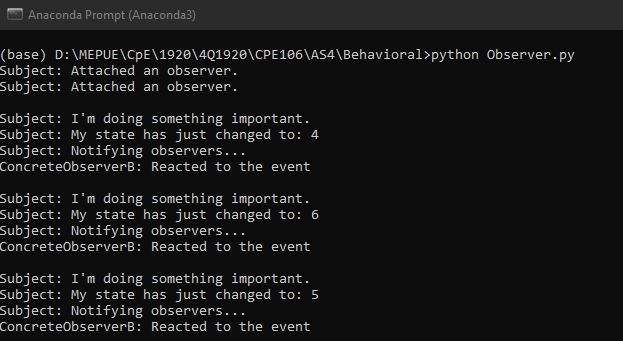 Anaconda Prompt (Anaconda3)
(base) D:\MEPUE\CpE\1920\4Q1920\CPE106\AS4\Behavioral>python Observer.py
Subject: Attached an observer.
Subject: Attached an observer.
Subject: I'm doing something important.
Subject: My state has just changed to: 4
Subject: Notifying observers...
ConcreteObserverB: Reacted to the event
Subject: I'm doing something important.
Subject: My state has just changed to: 6
Subject: Notifying observers...
ConcreteObserverB: Reacted to the event
Subject: I'm doing something important.
Subject: My state has just changed to: 5
Subject: Notifying observers...
ConcreteObserverB: Reacted to the event